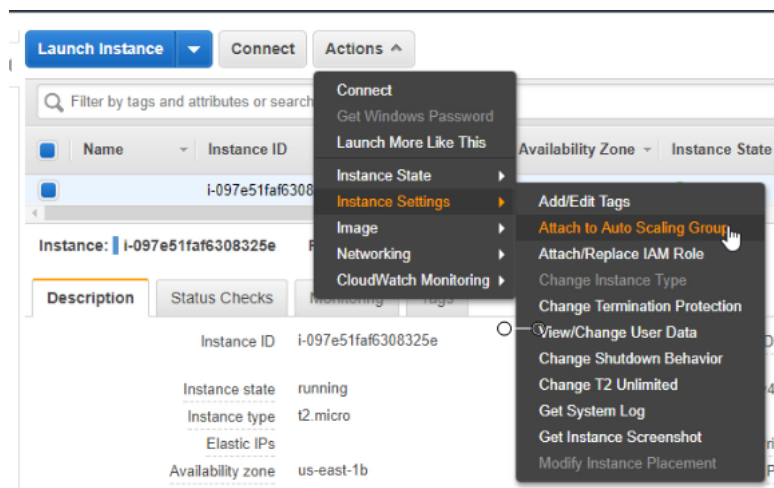 Launch Instance Connect Actions
Connect
Filter by tags and attributes or search
Get Windows Password
Launch More Like This
Name Instance ID Availability Zone Instance State
Instance State
i-097e51faf6308
Instance Settings Add/Edit Tags
Image Attach to Auto Scaling Group
Instance: i-097e51faf6308325e Networking Attach/Replace IAM Role
CloudWatch Monitoring Change Instance Type
Description Status Checks Monitoring Tags Change Termination Protection
Instance ID i-097e51faf6308325e View/Change User Data
Change Shutdown Behavior
Instance state running Change T2 Unlimited
Instance type t2.micro Get System Log
Elastic IPs Get Instance Screenshot
Availability zone us-east-1b Modify Instance Placement